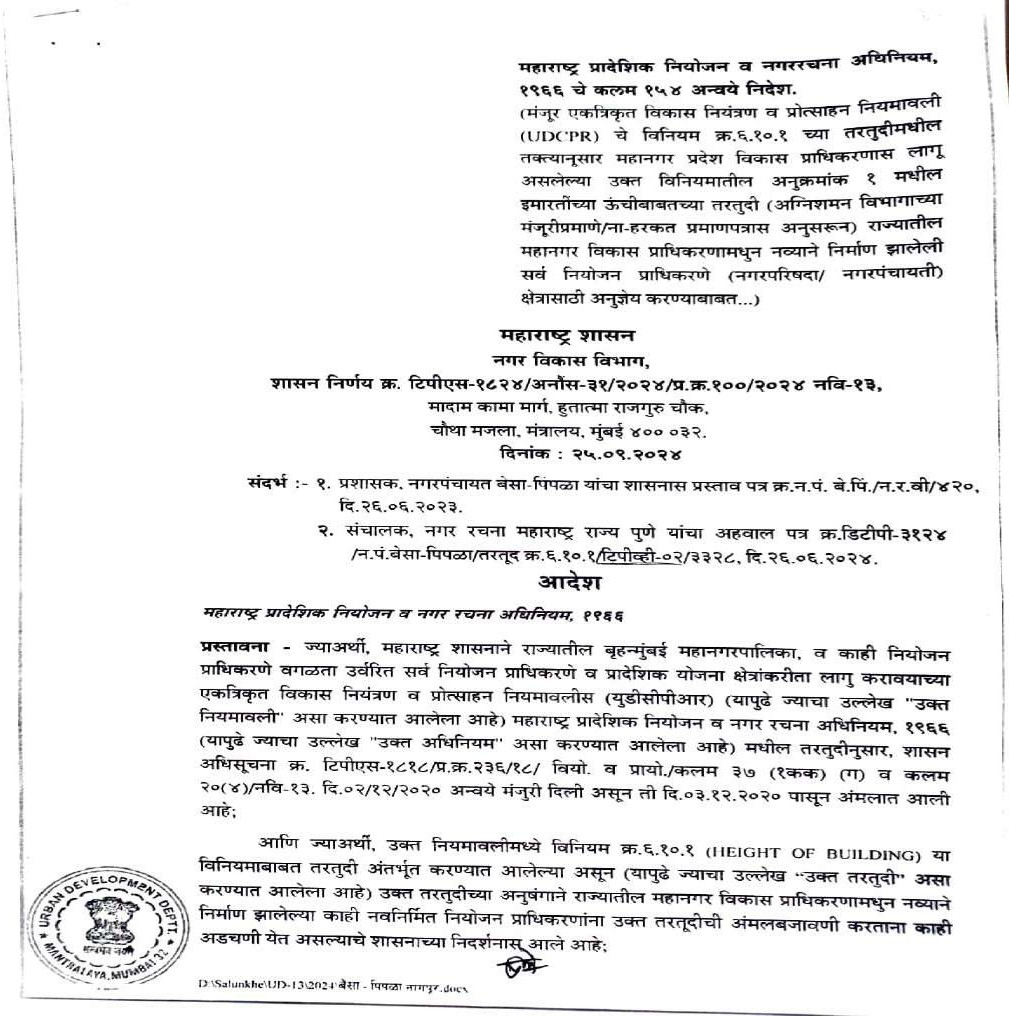 महाराष्ट्र प्रादेशिक नियोजन व नगररचना अधिनियम,
१९६६ चे कलम १५४ अन्वये निदेश.
(मंजूर एकत्रिकृत विकास नियंत्रण व प्रोत्साहन नियमावली
(UDCPR) चे विनियम क्र.६.१०.१ च्या तरतुदीमधील
तक्त्यानुसार महानगर प्रदेश विकास प्राधिकरणास लागू
असलेल्या उक्त विनियमातील अनुक्रमांक १ मधील
इमारतींच्या ऊंचीबाबतच्या तरतुदी (अग्निशमन विभागाच्या
मंजूरीप्रमाणे/ना-हरकत प्रमाणपत्रास अनुसरून) राज्यातील
महानगर विकास प्राधिकरणामधुन नव्याने निर्माण झालेली
सर्व नियोजन प्राधिकरणे (नगरपरिषदा/ नगरपंचायती)
क्षेत्रासाठी अनुज्ञेय करण्याबाबत...)
महाराष्ट्र शासन
नगर विकास विभाग,
शासन निर्णय क्र. टिपीएस-१८२४/अनौंस-३१/२०२४/प्र.क्र.१००/२०२४ नवि-१३,
मादाम कामा मार्ग, हुतात्मा राजगुरु चौक,
चौथा मजला, मंत्रालय, मुंबई ४०० ०३२.
दिनांक : २५.०९.२०२४
संदर्भ :- १. प्रशासक, नगरपंचायत बेसा-पिपळा यांचा शासनास प्रस्ताव पत्र क्र.न.पं. बे.पिं./न.र.वी/४२०,
दि.२६.०६.२०२३.
२. संचालक, नगर रचना महाराष्ट्र राज्य पुणे यांचा अहवाल पत्र क्र.डिटीपी-३१२४
/न.पं.बेसा-पिपळा/तरतूद क्र.६.१०.१/टिपीव्ही-०२/३३२८, दि.२६.०६.२०२४.
आदेश
महाराष्ट्र प्रादेशिक नियोजन व नगर रचना अधिनियम, १९६६
प्रस्तावना - ज्याअर्थी, महाराष्ट्र शासनाने राज्यातील बृहन्मुंबई महानगरपालिका, व काही नियोजन
प्राधिकरणे वगळता उर्वरित सर्व नियोजन प्राधिकरणे व प्रादेशिक योजना क्षेत्रांकरीता लागु करावयाच्या
एकत्रिकृत विकास नियंत्रण व प्रोत्साहन नियमावलीस (युडीसीपीआर) (यापुढे ज्याचा उल्लेख "उक्त
नियमावली" असा करण्यात आलेला आहे) महाराष्ट्र प्रादेशिक नियोजन व नगर रचना अधिनियम, १९६६
(यापुढे ज्याचा उल्लेख "उक्त अधिनियम" असा करण्यात आलेला आहे) मधील तरतुदीनुसार, शासन
अधिसूचना क्र. टिपीएस-१८१८/प्र.क्र.२३६/१८/ वियो. व प्रायो./कलम ३७ (१कक) (ग) व कलम
२०(४)/नवि-१३. दि.०२/१२/२०२० अन्वये मंजुरी दिली असून ती दि.०३.१२.२०२० पासून अंमलात आली
आहे;
आणि ज्याअर्थी, उक्त नियमावलीमध्ये विनियम क्र.६.१०.१ (HEIGHT OF BUILDING) या
विनियमाबाबत तरतुदी अंतर्भूत करण्यात आलेल्या असून (यापुढे ज्याचा उल्लेख "उक्त तरतुदी" असा
करण्यात आलेला आहे) उक्त तरतुदीच्या अनुषंगाने राज्यातील महानगर विकास प्राधिकरणामधुन नव्याने
निर्माण झालेल्या काही नवनिर्मित नियोजन प्राधिकरणांना उक्त तरतुदीची अंमलबजावणी करताना काही
अडचणी येत असल्याचे शासनाच्या निदर्शनास आले आहे;
URBAN DEVELOPMENT DEPTT.
MANTRALAYA, MUMBAI 32
सत्यमेव जयते
D:\Salunkhe\UD-13\2024\बेसा - पिपळा नागपूर.docx